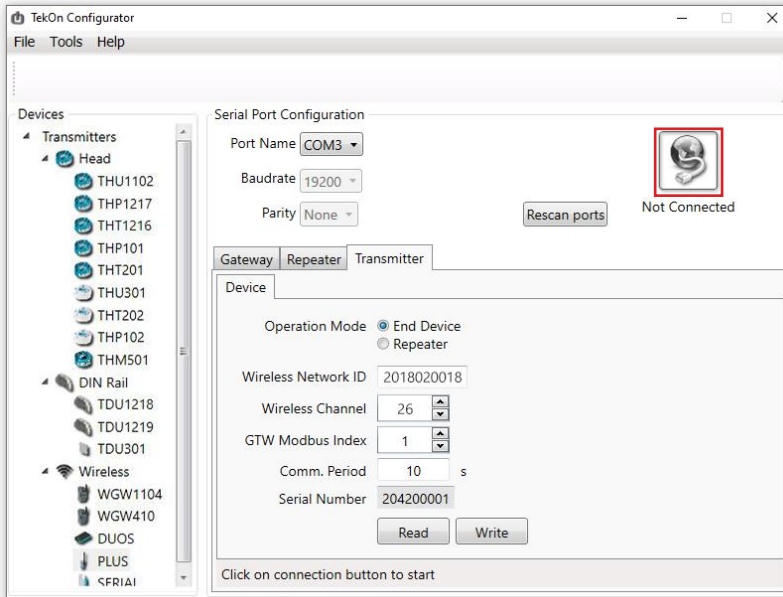 TekOn Configurator
File Tools Help
Devices
Transmitters
Head
THU1102
THP1217
THT1216
THP101
THT201
THU301
THT202
THP102
THM501
DIN Rail
TDU1218
TDU1219
TDU301
Wireless
WGW1104
WGW410
DUOS
PLUS
SERIAL
Serial Port Configuration
Port Name COM3
Baudrate 19200
Parity None
Rescan ports
Not Connected
Gateway Repeater Transmitter
Device
Operation Mode End Device
Repeater
Wireless Network ID 2018020018
Wireless Channel 26
GTW Modbus Index 1
Comm. Period 10 s
Serial Number 204200001
Read Write
Click on connection button to start